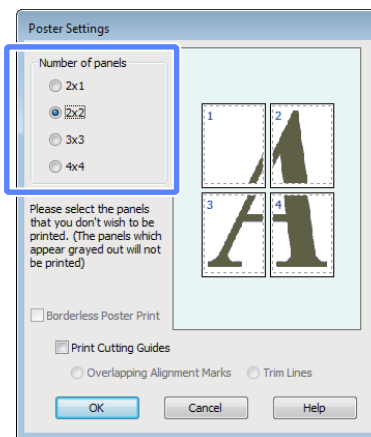 Poster Settings
Number of panels
2x1
2x2
3x3
4x4
1
2
3
4
Please select the panels
that you don't wish to be
printed. (The panels which
appear grayed out will not
be printed)
Borderless Poster Print
Print Cutting Guides
Overlapping Alignment Marks
Trim Lines
OK
Cancel
Help